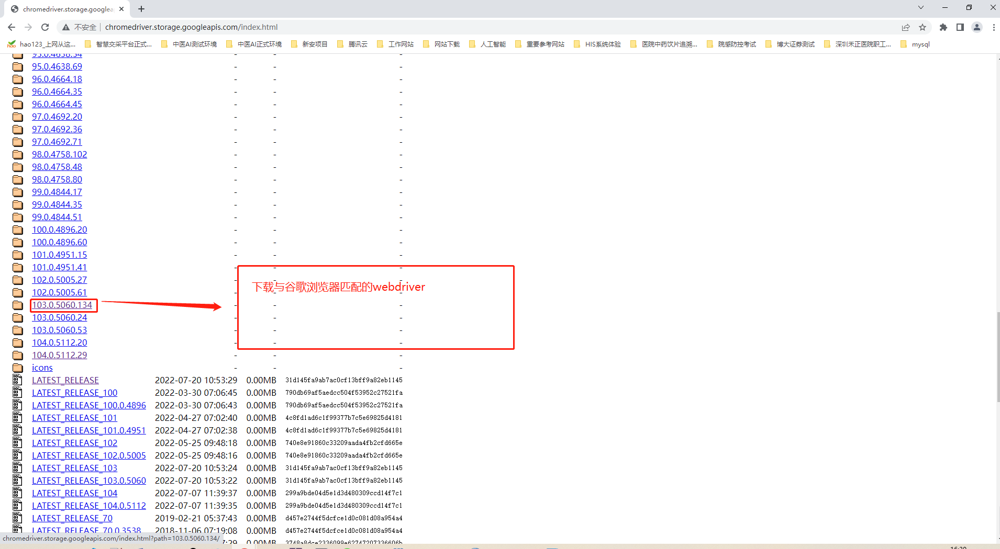 chromedriver.storage.googlea
不安全
chromedriver.storage.googleapis.com/index.html
hao123_上网从这...
智慧交采平台正式...
中医AI测试环境
中医AI正式环境
新安项目
腾讯云
工作网站
网站下载
人工智能
重要参考网站
HIS系统体验
医院中药饮片追溯...
院感防控考试
博大证券测试
深圳禾正医院职工...
mysql
95.0.4638.54 - - -
95.0.4638.69 - - -
96.0.4664.18 - - -
96.0.4664.35 - - -
96.0.4664.45 - - -
97.0.4692.20 - - -
97.0.4692.36 - - -
97.0.4692.71 - - -
98.0.4758.102 - - -
98.0.4758.48 - - -
98.0.4758.80 - - -
99.0.4844.17 - - -
99.0.4844.35 - - -
99.0.4844.51 - - -
100.0.4896.20 - - -
100.0.4896.60 - - -
101.0.4951.15 - - -
101.0.4951.41 - - -
102.0.5005.27 - - -
下载与谷歌浏览器匹配的webdriver
102.0.5005.61 - - -
103.0.5060.134 - - -
103.0.5060.24 - - -
103.0.5060.53 - - -
104.0.5112.20 - - -
104.0.5112.29 - - -
icons - - -
LATEST_RELEASE 2022-07-20 10:53:29 0.00MB 31d145fa9ab7ac0cf13bff9a82eb1145
LATEST_RELEASE_100 2022-03-30 07:06:45 0.00MB 790db69af5aedcc504f53952c27521fa
LATEST_RELEASE_100.0.4896 2022-03-30 07:06:43 0.00MB 790db69af5aedcc504f53952c27521fa
LATEST_RELEASE_101 2022-04-27 07:02:40 0.00MB 4c8fd1ad6c1f99377b7c5e69825d4181
LATEST_RELEASE_101.0.4951 2022-04-27 07:02:38 0.00MB 4c8fd1ad6c1f99377b7c5e69825d4181
LATEST_RELEASE_102 2022-05-25 09:48:18 0.00MB 740e8e91860c33209aada4fb2cfd665e
LATEST_RELEASE_102.0.5005 2022-05-25 09:48:16 0.00MB 740e8e91860c33209aada4fb2cfd665e
LATEST_RELEASE_103 2022-07-20 10:53:24 0.00MB 31d145fa9ab7ac0cf13bff9a82eb1145
LATEST_RELEASE_103.0.5060 2022-07-20 10:53:22 0.00MB 31d145fa9ab7ac0cf13bff9a82eb1145
LATEST_RELEASE_104 2022-07-07 11:39:37 0.00MB 299a9bde04d5e1d3d480309ccd14f7c1
LATEST_RELEASE_104.0.5112 2022-07-07 11:39:35 0.00MB 299a9bde04d5e1d3d480309ccd14f7c1
LATEST_RELEASE_70 2019-02-21 05:37:43 0.00MB d457e2744f5dcfce1d0c081d08a954a4
LATEST_RELEASE_70.0.3538 2018-11-06 07:19:08 0.00MB d457e2744f5dcfce1d0c081d08a954a4
chromedriver.storage.googleapis.com/index.html?path=103.0.5060.134/
0.00MB 3748a8dce2336099e62747207336606b